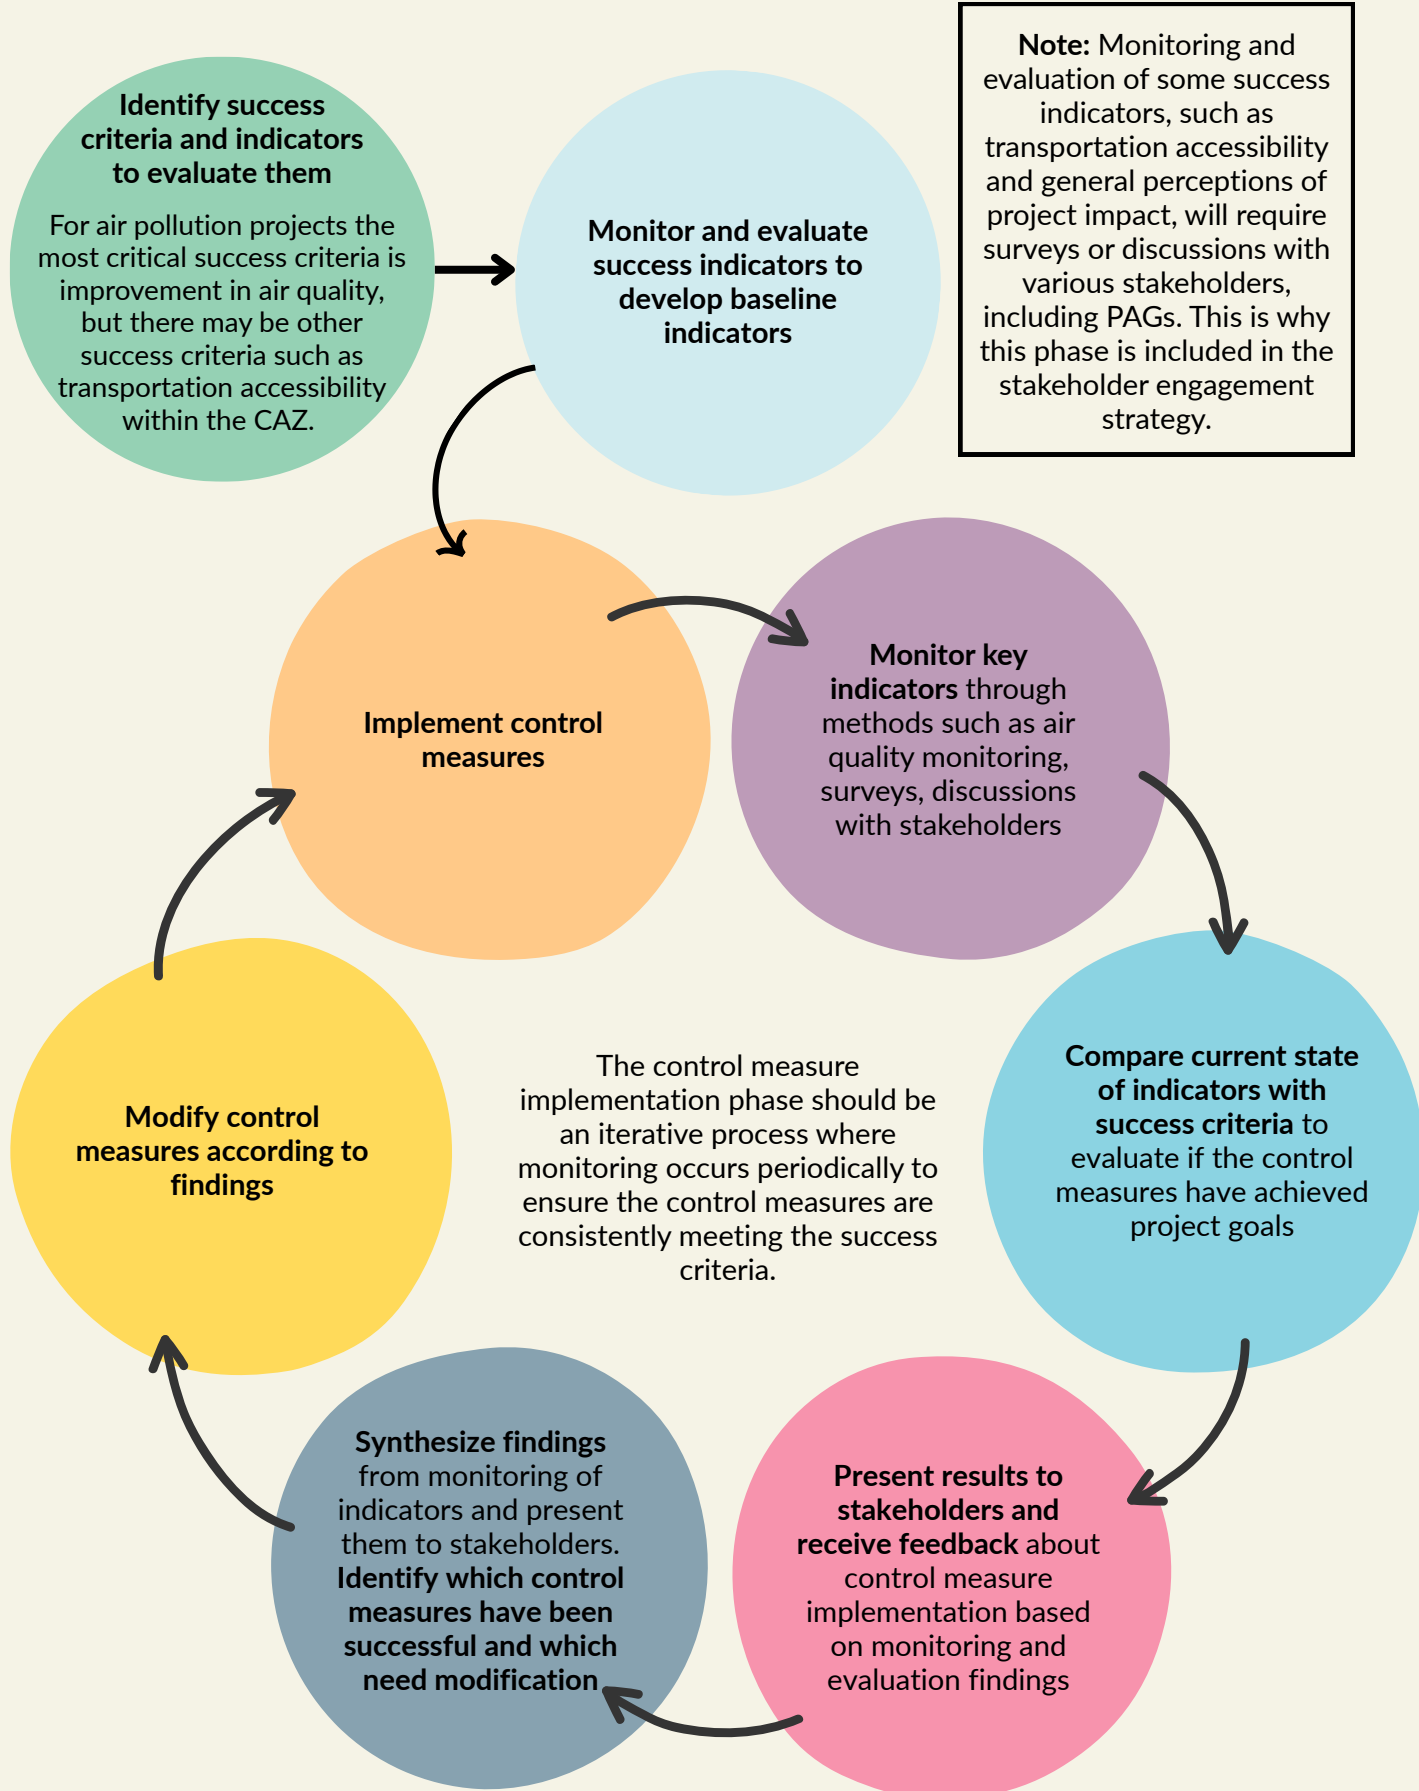 Identify success
criteria and indicators
to evaluate them
For air pollution projects the
most critical success criteria is
improvement in air quality,
but there may be other
success criteria such as
transportation accessibility
within the CAZ.
Monitor and evaluate
success indicators to
develop baseline
indicators
Note: Monitoring and
evaluation of some success
indicators, such as
transportation accessibility
and general perceptions of
project impact, will require
surveys or discussions with
various stakeholders,
including PAGs. This is why
this phase is included in the
stakeholder engagement
strategy.
Implement control
measures
Monitor key
indicators through
methods such as air
quality monitoring,
surveys, discussions
with stakeholders
Compare current state
of indicators with
success criteria to
evaluate if the control
measures have achieved
project goals
Present results to
stakeholders and
receive feedback about
control measure
implementation based
on monitoring and
evaluation findings
Synthesize findings
from monitoring of
indicators and present
them to stakeholders.
Identify which control
measures have been
successful and which
need modification
Modify control
measures according to
findings
The control measure
implementation phase should be
an iterative process where
monitoring occurs periodically to
ensure the control measures are
consistently meeting the success
criteria.